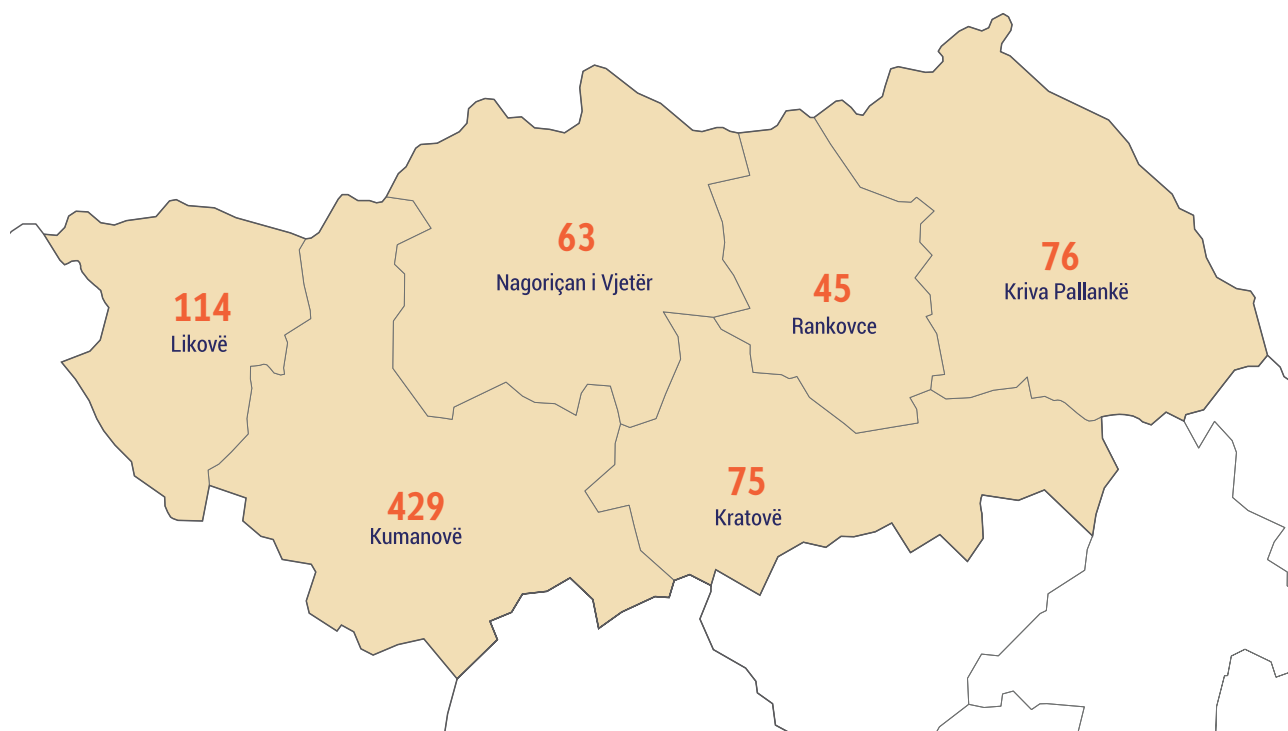 63
Nagoriçan i Vjetër
76
Kriva Pallankë
45
Rankovce
114
Likovë
75
Kratovë
429
Kumanovë